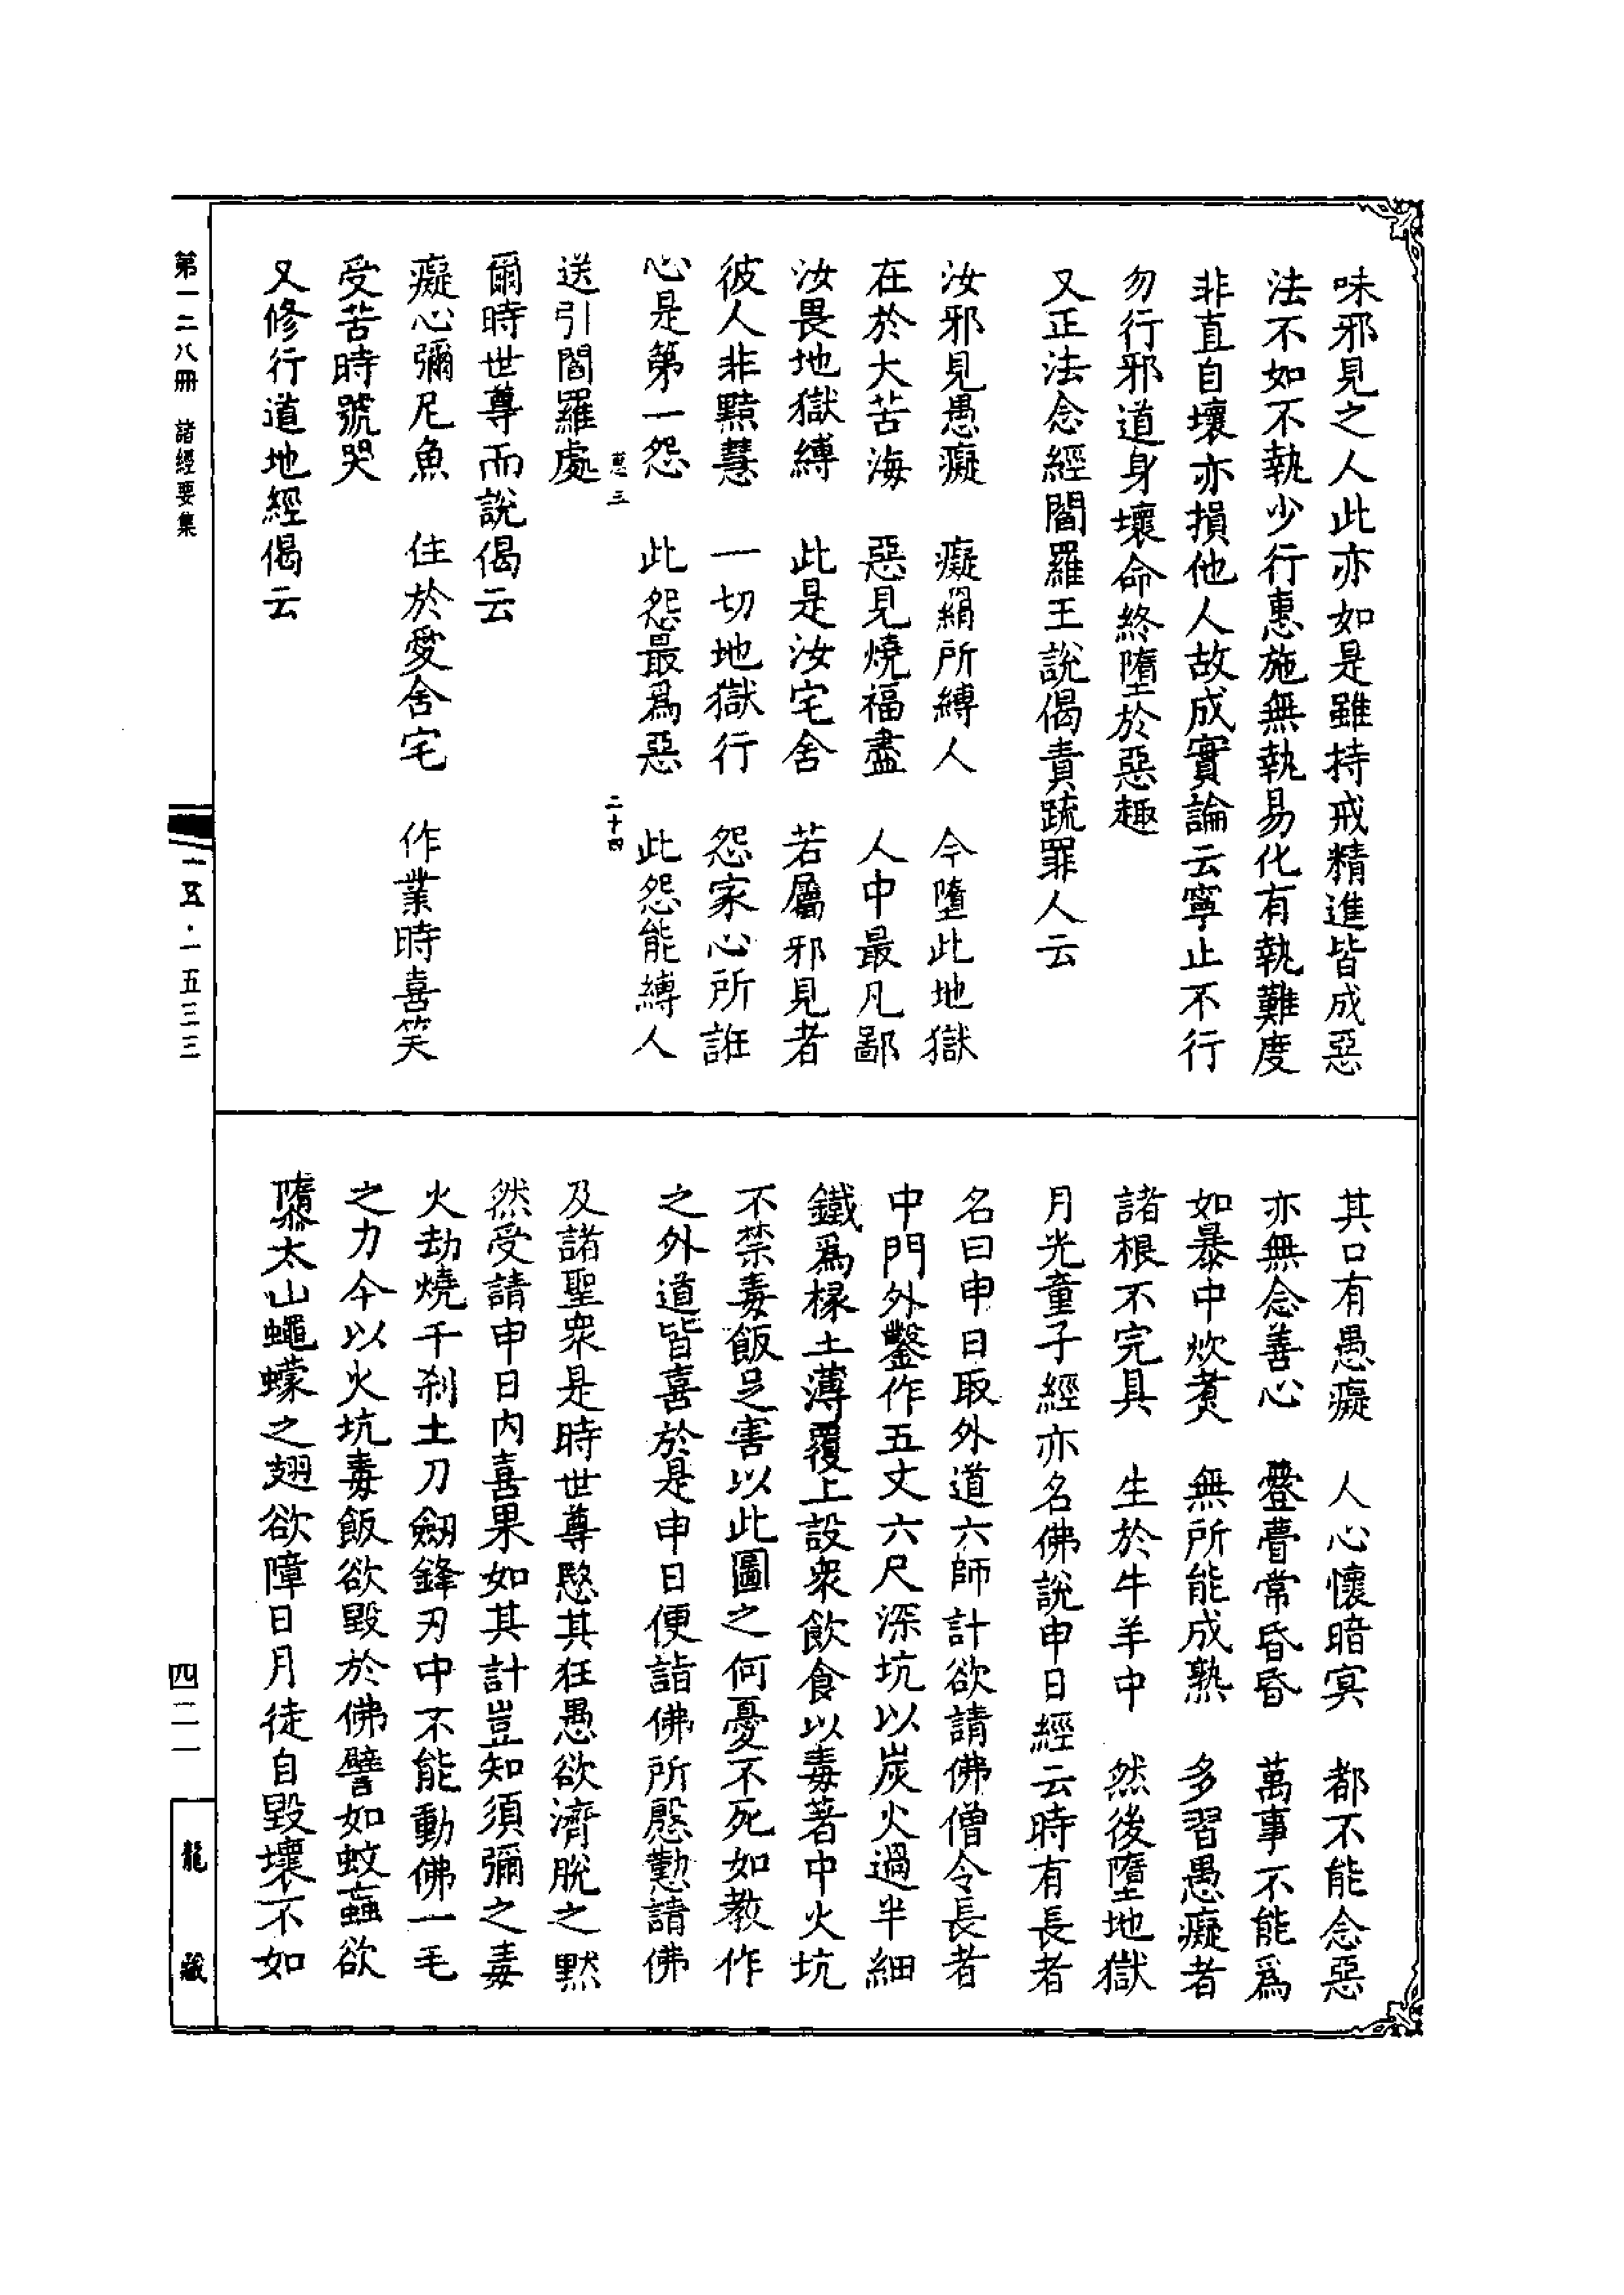 味邪見之人此亦如是雖持戒精進皆成惡
法不如不執少行惠施無執易化有執難度
非直自壞亦損他人故成實論云寧止不行
勿行邪道身壞命終墮於惡趣
又正法念經閻羅王說偈責疏罪人云
汝邪見愚癡　癡羂所縛人　今墮此地獄
在於大苦海　惡見燒福盡　人中最凡鄙
汝畏地獄縛　此是汝宅舍　若屬邪見者
彼人非黠慧　一切地獄行　怨家心所誑
心是第一怨　此怨最爲惡　此怨能縛人
送引閻羅處
三　二十四
爾時世尊而說偈云
癡心彌尼魚　住於愛舍宅　作業時喜笑
受苦時號哭
又修行道地經偈云
其口有愚癡　人心懷暗冥　都不能念惡
亦無念善心　瞢常昏昏　萬事不能爲
如暴中炊煮　無所能成熟　多習愚癡者
諸根不完具　生於牛羊中　然後墮地獄
月光童子經亦名佛說申日經云時有長者
名曰申日取外道六師計欲請佛僧令長者
中門外鑿作五丈六尺深坑以炭火過半細
鐵爲椽土薄覆上設衆飲食以毒著中火坑
不禁毒飯足害以此圖之何憂不死如教作
之外道皆喜於是申日便詣佛所慇懃請佛
及諸聖衆是時世尊愍其狂愚欲濟脫之默
然受請申日内喜果如其計豈知須彌之毒
火劫燒千刹土刀劒鋒刃中不能動佛一毛
之力今以火坑毒飯欲毀於佛譬如蚊蝱欲
隳太山蠅蠓之翅欲障日月徒自毀壞不如
第一二八冊　諸經要集
一一五·一五三三
四二一
龍藏